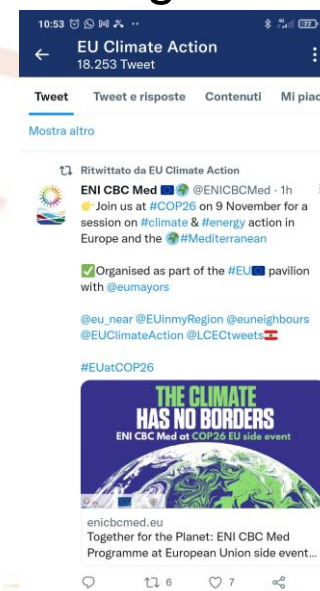 10:53
77
EU Climate Action
18.253 Tweet
Tweet Tweet e risposte Contenuti Mi piac
Mostra altro
Ritwittato da EU Climate Action
ENI CBC Med 🇪🇺🌍 @ENICBCMed · 1h
👉Join us at #COP26 on 9 November for a
session on #climate & #energy action in
Europe and the 🌍#Mediterranean
✅Organised as part of the #EU🇪🇺 pavilion
with @eumayors
@eu_near @EUinmyRegion @euneighbours
@EUClimateAction @LCECtweets🇱🇧
#EUatCOP26
THE CLIMATE
HAS NO BORDERS
ENI CBC Med at COP26 EU side event
enicbcmed.eu
Together for the Planet: ENI CBC Med
Programme at European Union side event...
6 7